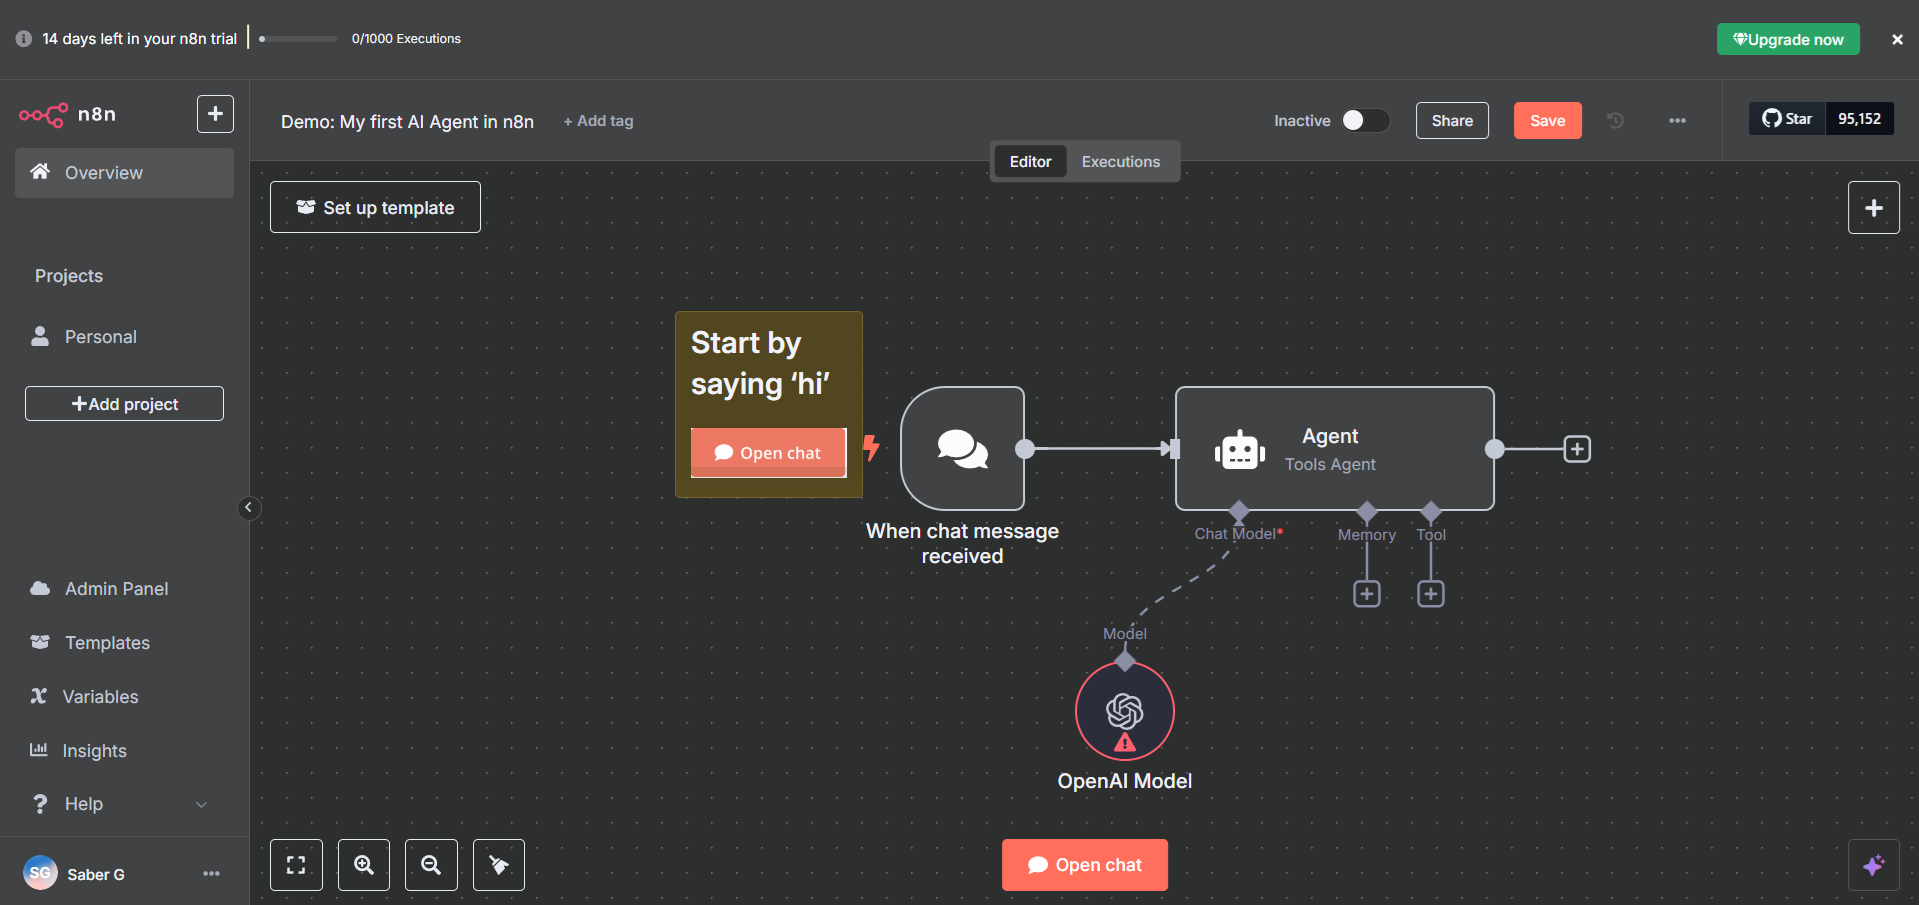 14 days left in your n8n trial
0/1000 Executions
Upgrade now
n8n
Demo: My first AI Agent in n8n
+ Add tag
Inactive
Share
Save
Star
95,152
Editor
Executions
Overview
Set up template
Projects
Personal
Add project
Start by
saying ‘hi’
Open chat
When chat message
received
Agent
Tools Agent
Chat Model*
Memory
Tool
Model
OpenAI Model
Admin Panel
Templates
Variables
Insights
Help
SG
Saber G
Open chat